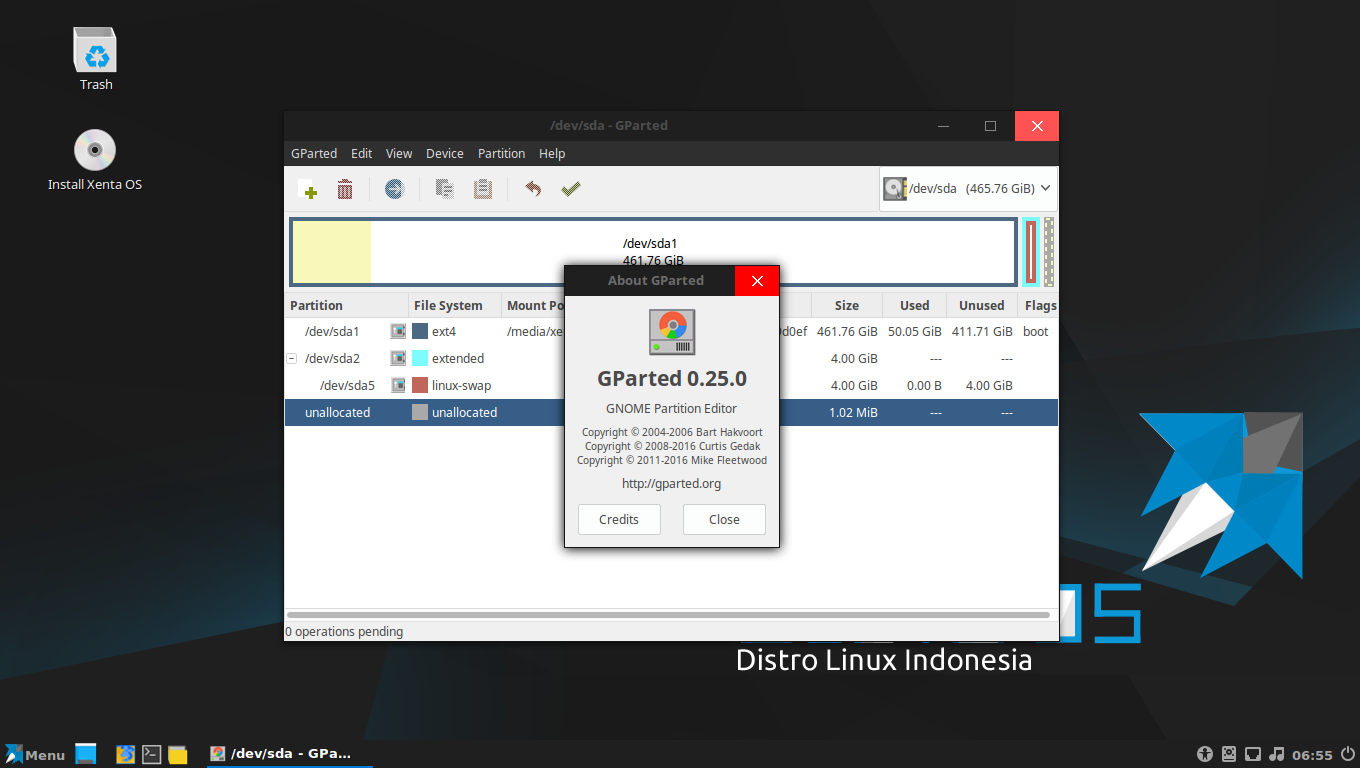 Trash
Install Xenta OS
/dev/sda - GParted
GParted Edit View Device Partition Help
/dev/sda (465.76 GiB)
/dev/sda1
461.76 GiB
Partition File System Mount Po Size Used Unused Flags
/dev/sda1 ext4 /media/xe d0ef 461.76 GiB 50.05 GiB 411.71 GiB boot
/dev/sda2 extended 4.00 GiB --- ---
/dev/sda5 linux-swap 4.00 GiB 0.00 B 4.00 GiB
unallocated unallocated 1.02 MiB --- ---
About GParted
GParted 0.25.0
GNOME Partition Editor
Copyright © 2004-2006 Bart Hakvoort
Copyright © 2008-2016 Curtis Gedak
Copyright © 2011-2016 Mike Fleetwood
http://gparted.org
Credits Close
0 operations pending
OS
Distro Linux Indonesia
Menu /dev/sda - GPa... 06:55